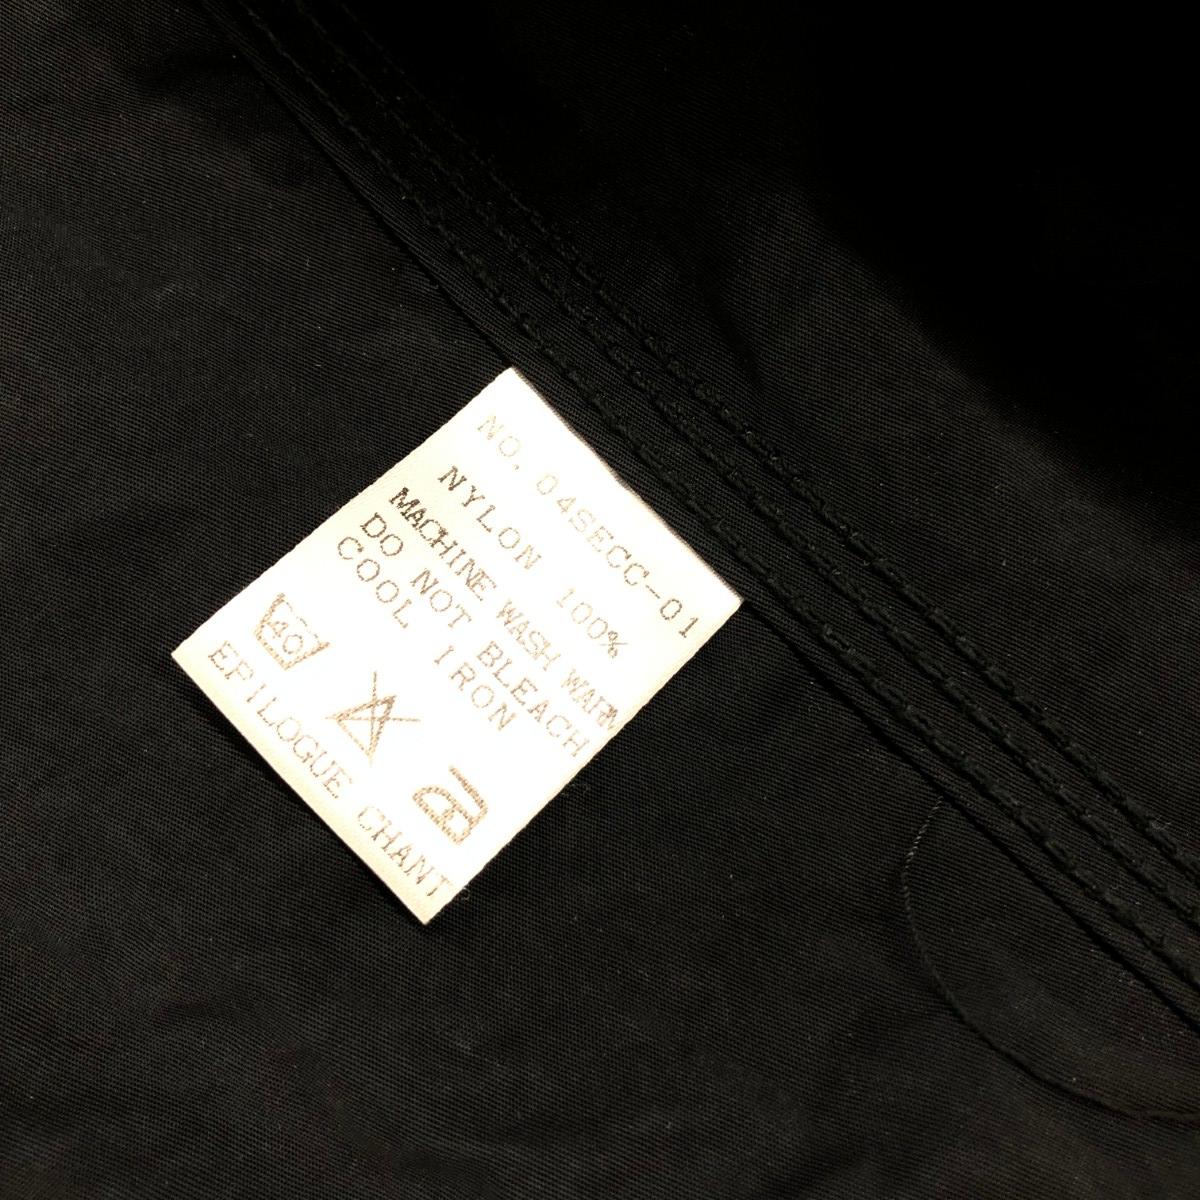 NO. 04SECC-01
NYLON 100%
MACHINE WASH WARM
DO NOT BLEACH
COOL IRON
40
EPILOGUE CHANT